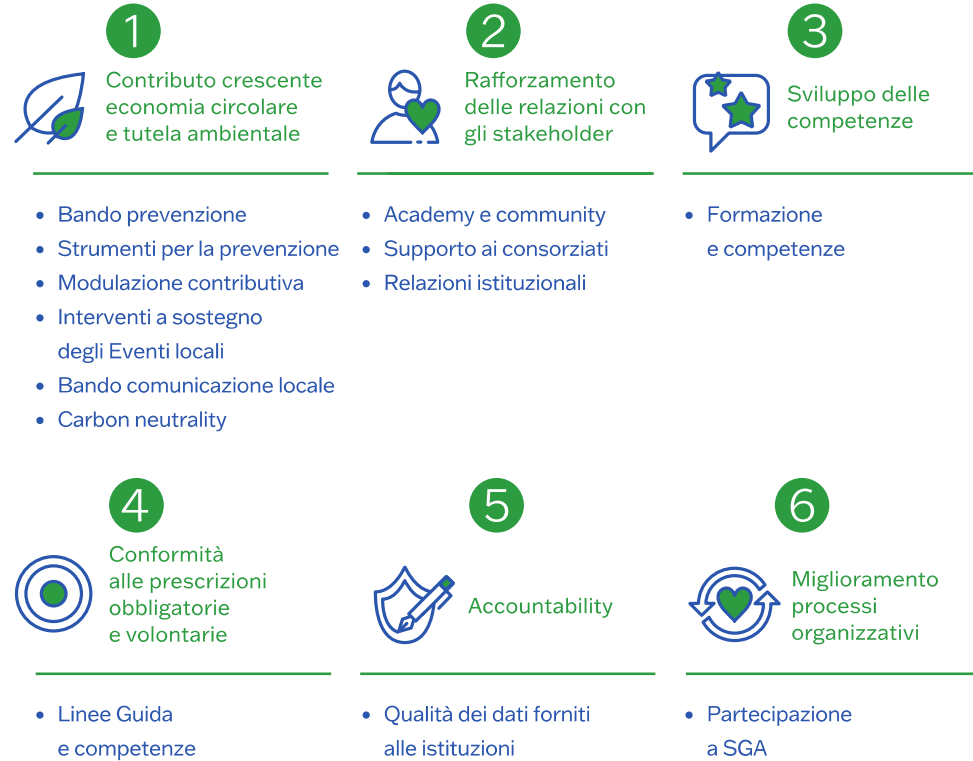 1
Contributo crescente
economia circolare
e tutela ambientale
• Bando prevenzione
• Strumenti per la prevenzione
• Modulazione contributiva
• Interventi a sostegno
degli Eventi locali
• Bando comunicazione locale
• Carbon neutrality
2
Rafforzamento
delle relazioni con
gli stakeholder
• Academy e community
• Supporto ai consorziati
• Relazioni istituzionali
3
Sviluppo delle
competenze
• Formazione
e competenze
4
Conformità
alle prescrizioni
obbligatorie
e volontarie
• Linee Guida
e competenze
5
Accountability
• Qualità dei dati forniti
alle istituzioni
6
Miglioramento
processi
organizzativi
• Partecipazione
a SGA